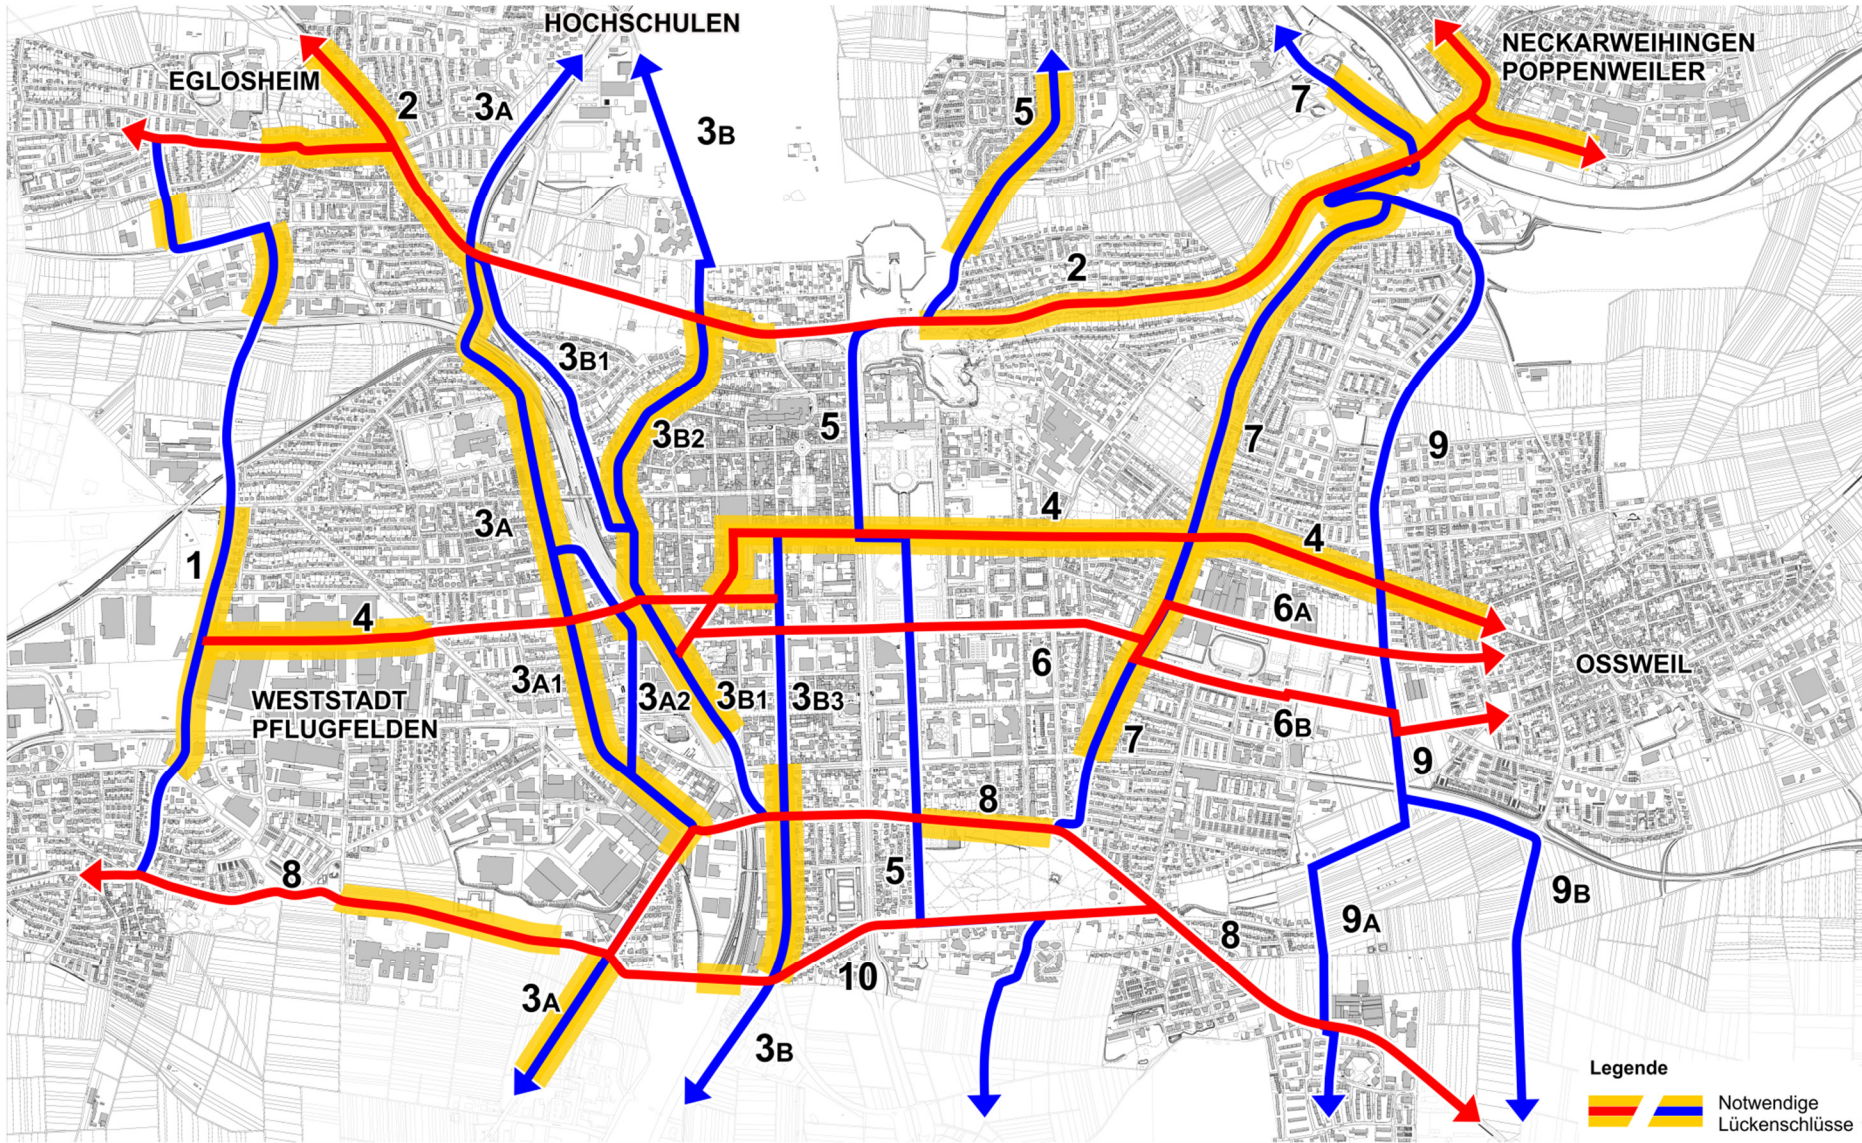 HOCHSCHULEN
NECKARWEIHINGEN
POPPENWEILER
EGLOSHEIM
2
3A
3B
5
7
2
3B1
3B2
5
7
9
3A
4
4
1
4
6A
6
OSSWEIL
3A1
3A2
3B1
3B3
WESTSTADT
PFLUGFELDEN
6B
7
9
8
8
5
9B
9A
8
10
3A
3B
Legende
Notwendige
Lückenschlüsse